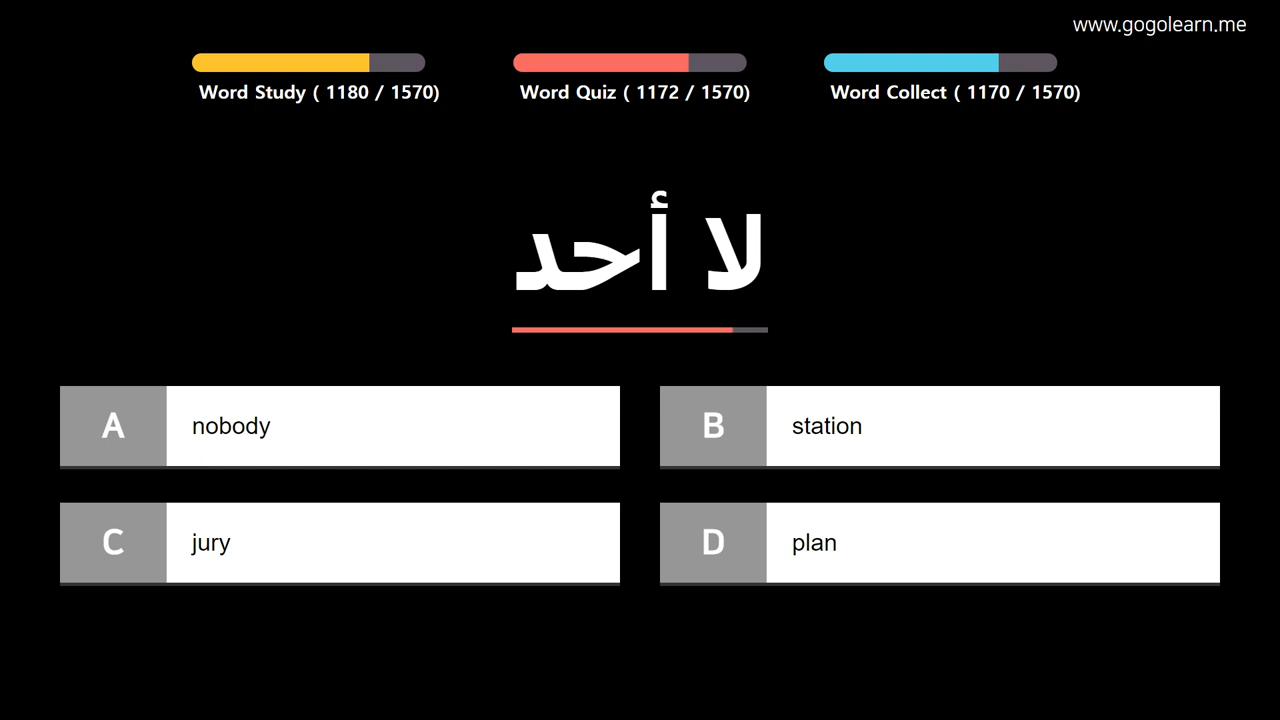 www.gogolearn.me
Word Study ( 1180 / 1570)
Word Quiz ( 1172 / 1570)
Word Collect ( 1170 / 1570)
لا أحد
A nobody
B station
C jury
D plan